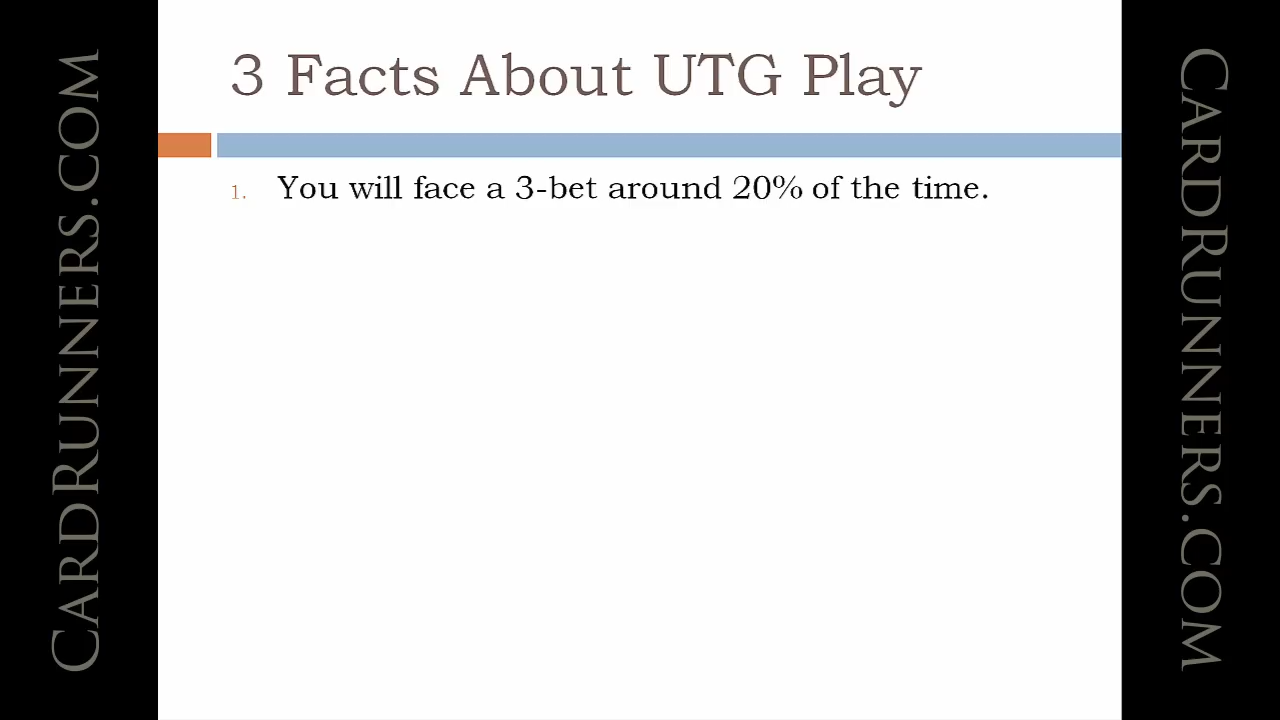 CARDRUNNERS.COM
3 Facts About UTG Play
1. You will face a 3-bet around 20% of the time.
CARDRUNNERS.COM